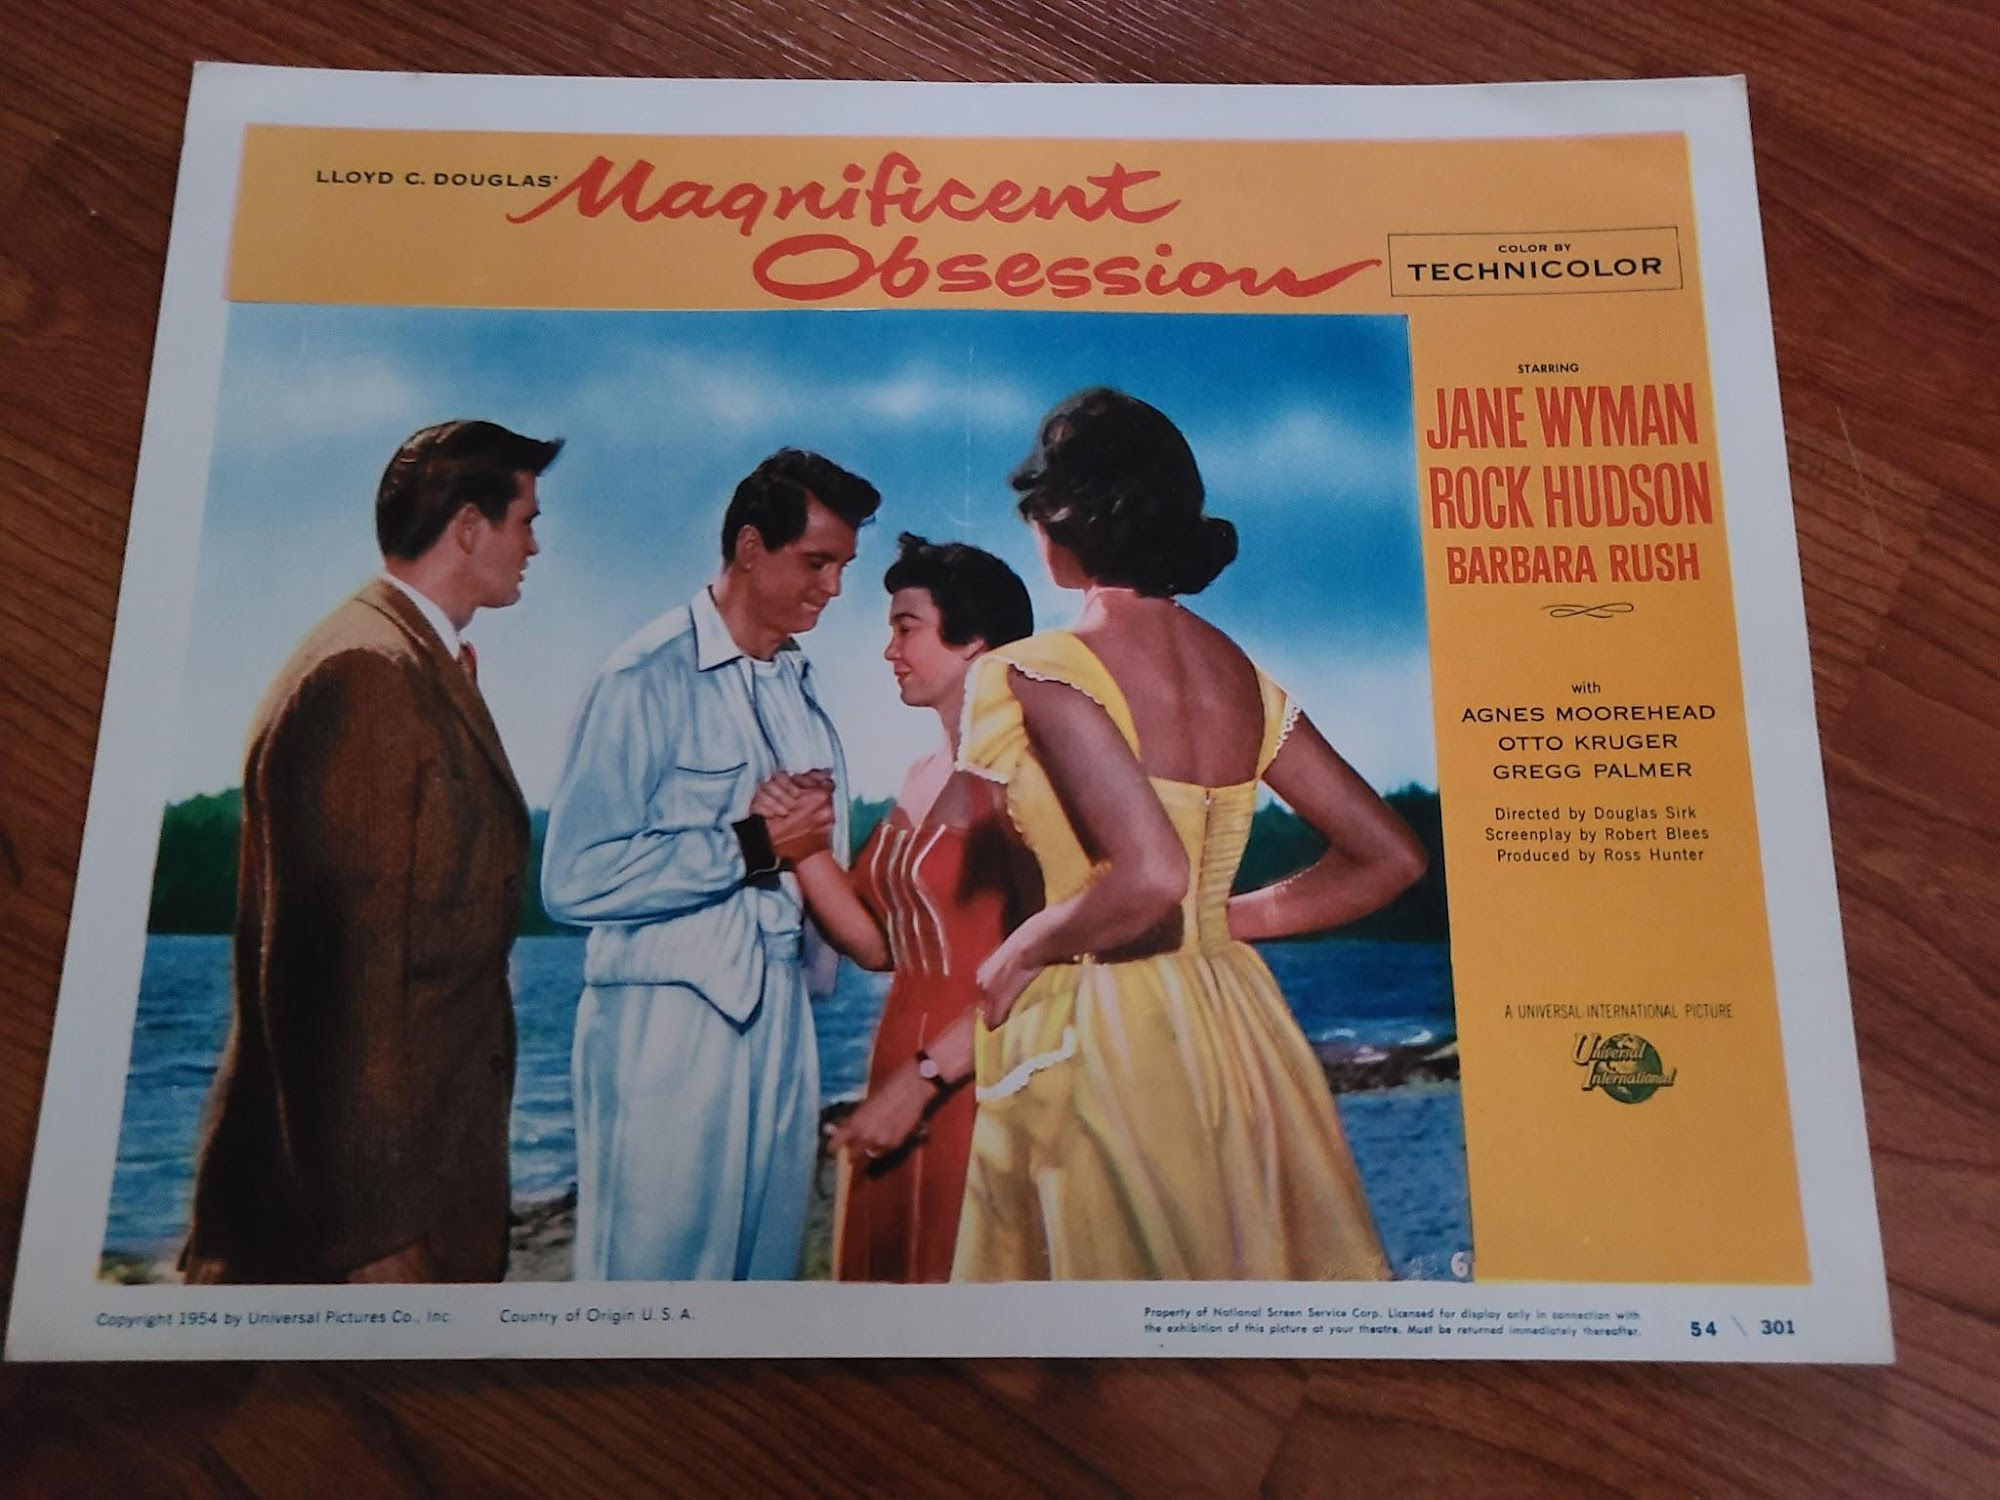 LLOYD C. DOUGLAS'
Magnificent
Obsession
COLOR BY
TECHNICOLOR
STARRING
JANE WYMAN
ROCK HUDSON
BARBARA RUSH
with
AGNES MOOREHEAD
OTTO KRUGER
GREGG PALMER
Directed by Douglas Sirk
Screenplay by Robert Blees
Produced by Ross Hunter
A UNIVERSAL-INTERNATIONAL PICTURE
Universal
International
6
Copyright 1954 by Universal Pictures Co., Inc.
Country of Origin U. S. A.
Property of National Screen Service Corp. Licensed for display only in connection with
the exhibition of this picture at your theatre. Must be returned immediately thereafter.
54 \ 301